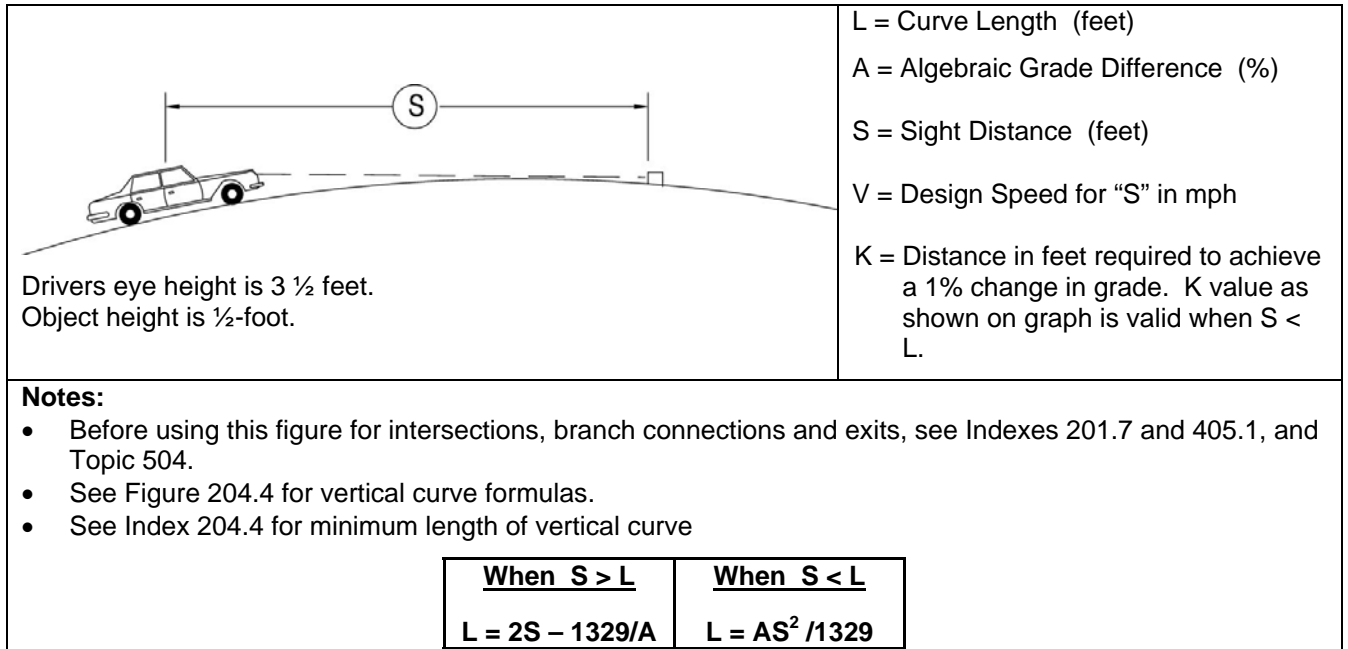 S
Drivers eye height is 3 ½ feet.
Object height is ½-foot.
L = Curve Length (feet)
A = Algebraic Grade Difference (%)
S = Sight Distance (feet)
V = Design Speed for “S” in mph
K = Distance in feet required to achieve
a 1% change in grade. K value as
shown on graph is valid when S <
L.
Notes:
• Before using this figure for intersections, branch connections and exits, see Indexes 201.7 and 405.1, and
Topic 504.
• See Figure 204.4 for vertical curve formulas.
• See Index 204.4 for minimum length of vertical curve
When S > L
L = 2S – 1329/A
When S < L
L = AS² /1329